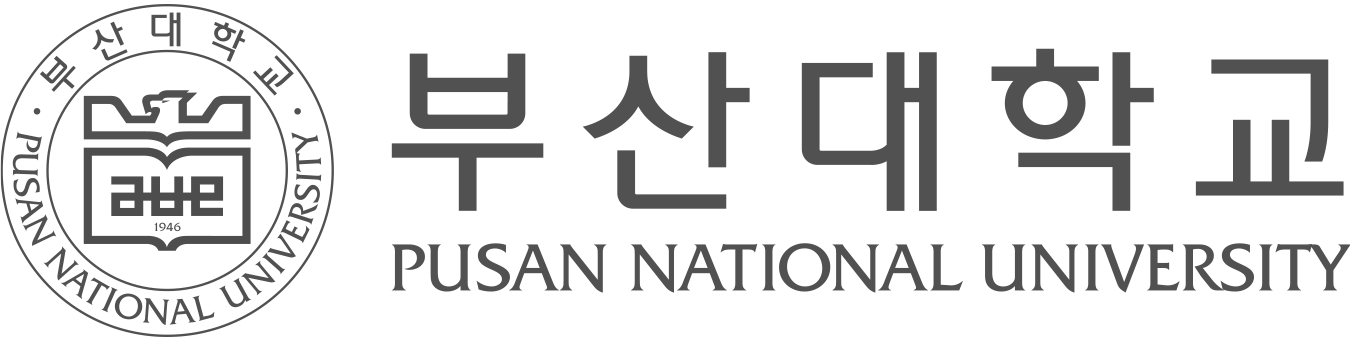 부산대학교
PUSAN NATIONAL UNIVERSITY
1946
부산대학교
PUSAN NATIONAL UNIVERSITY